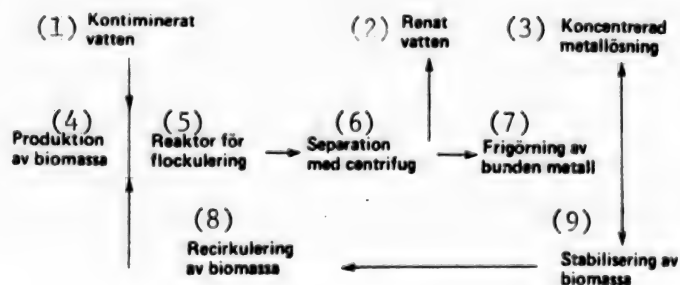 (1) Kontiminerat
vatten
(2) Renat
vatten
(3) Koncentrerad
metallösning
(4)
Produktion
av biomassa
(5)
Reaktor för
flockulering
(6)
Separation
med centrifug
(7)
Frigörning av
bunden metall
(8)
Recirkulering
av biomassa
(9)
Stabilisering av
biomassa